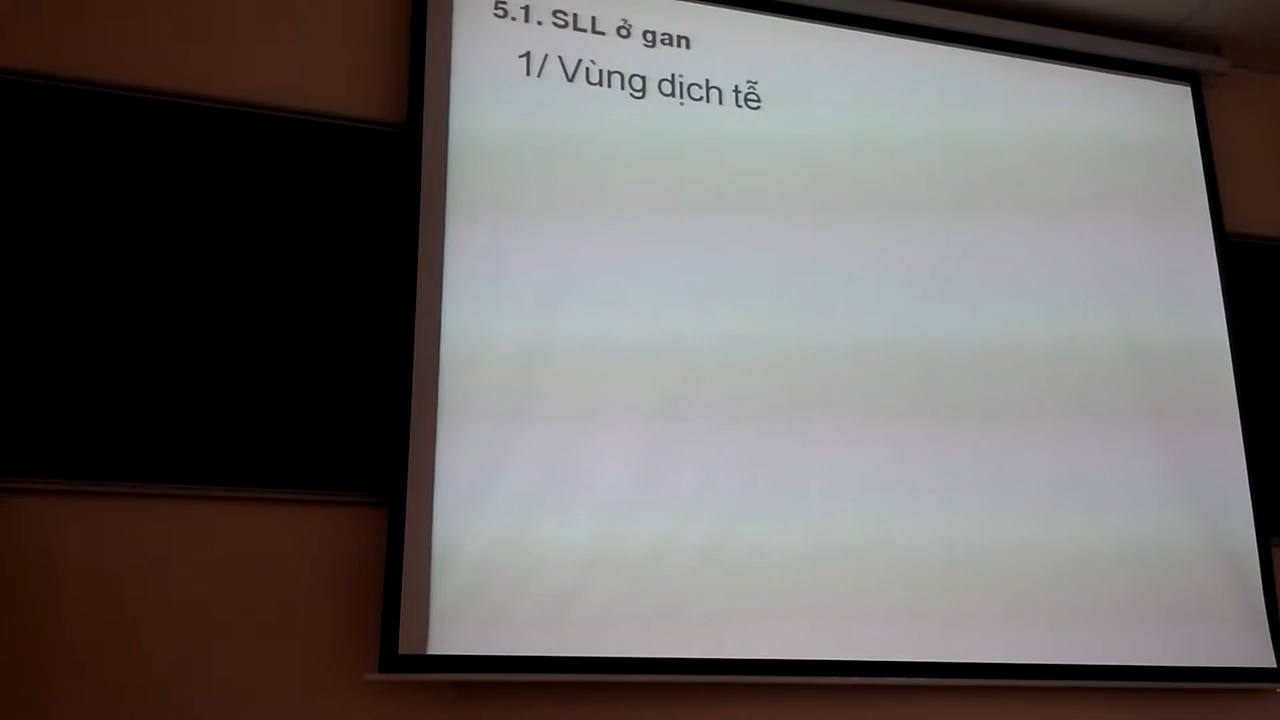 5.1. SLL ở gan
1/ Vùng dịch tễ